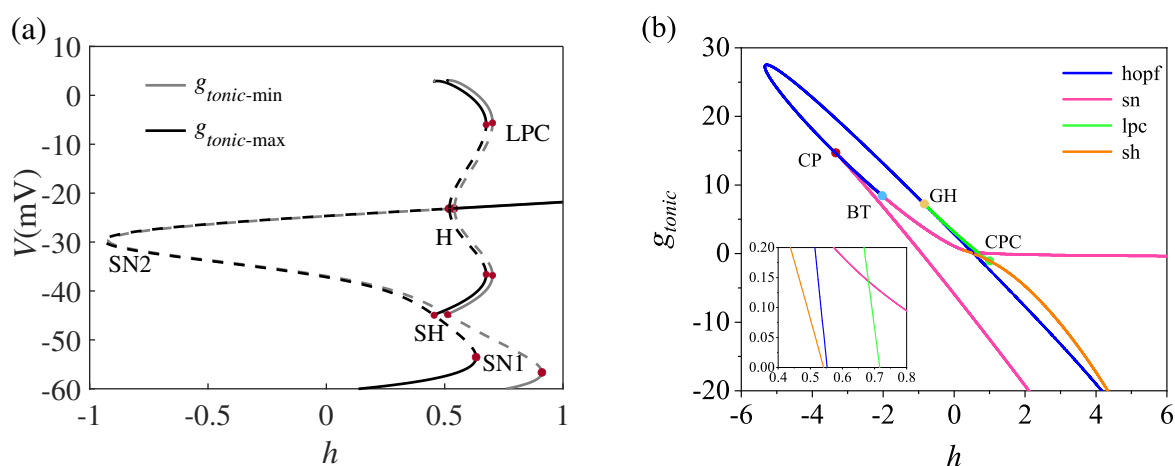 (a)
10
0
-10
-20
-30
-40
-50
-60
V(mV)
g_tonic-min
g_tonic-max
LPC
H
SN2
SH
SN1
-1
-0.5
0
0.5
1
h
(b)
30
20
10
0
-10
-20
g_tonic
hopf
sn
lpc
sh
CP
BT
GH
CPC
0.20
0.15
0.10
0.05
0.00
0.4
0.5
0.6
0.7
0.8
-6
-4
-2
0
2
4
6
h